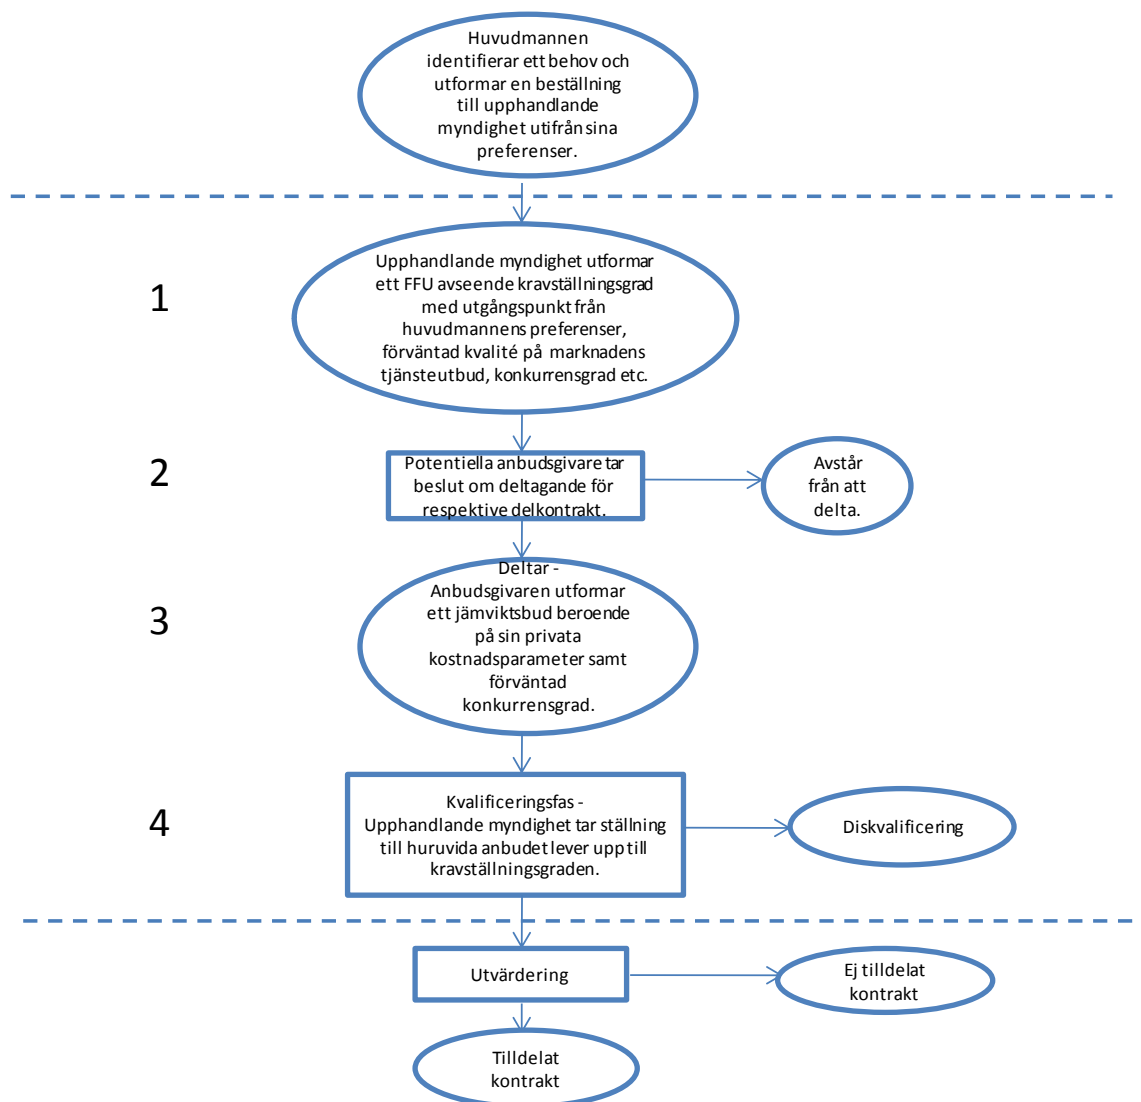 Huvudmannen
identifierar ett behov och
utformar en beställning
till upphandlande
myndighet utifrån sina
preferenser.
1
Upphandlande myndighet utformar
ett FFU avseende kravställningsgrad
med utgångspunkt från
huvudmannens preferenser,
förväntad kvalité på marknadens
tjänsteutbud, konkurrensgrad etc.
2
Potentiella anbudsgivare tar
beslut om deltagande för
respektive delkontrakt.
Avstår
från att
delta.
3
Deltar -
Anbudsgivaren utformar
ett jämviktsbud beroende
på sin privata
kostnadsparameter samt
förväntad
konkurrensgrad.
4
Kvalificeringsfas -
Upphandlande myndighet tar ställning
till huruvida anbudet lever upp till
kravställningsgraden.
Diskvalificering
Utvärdering
Ej tilldelat
kontrakt
Tilldelat
kontrakt